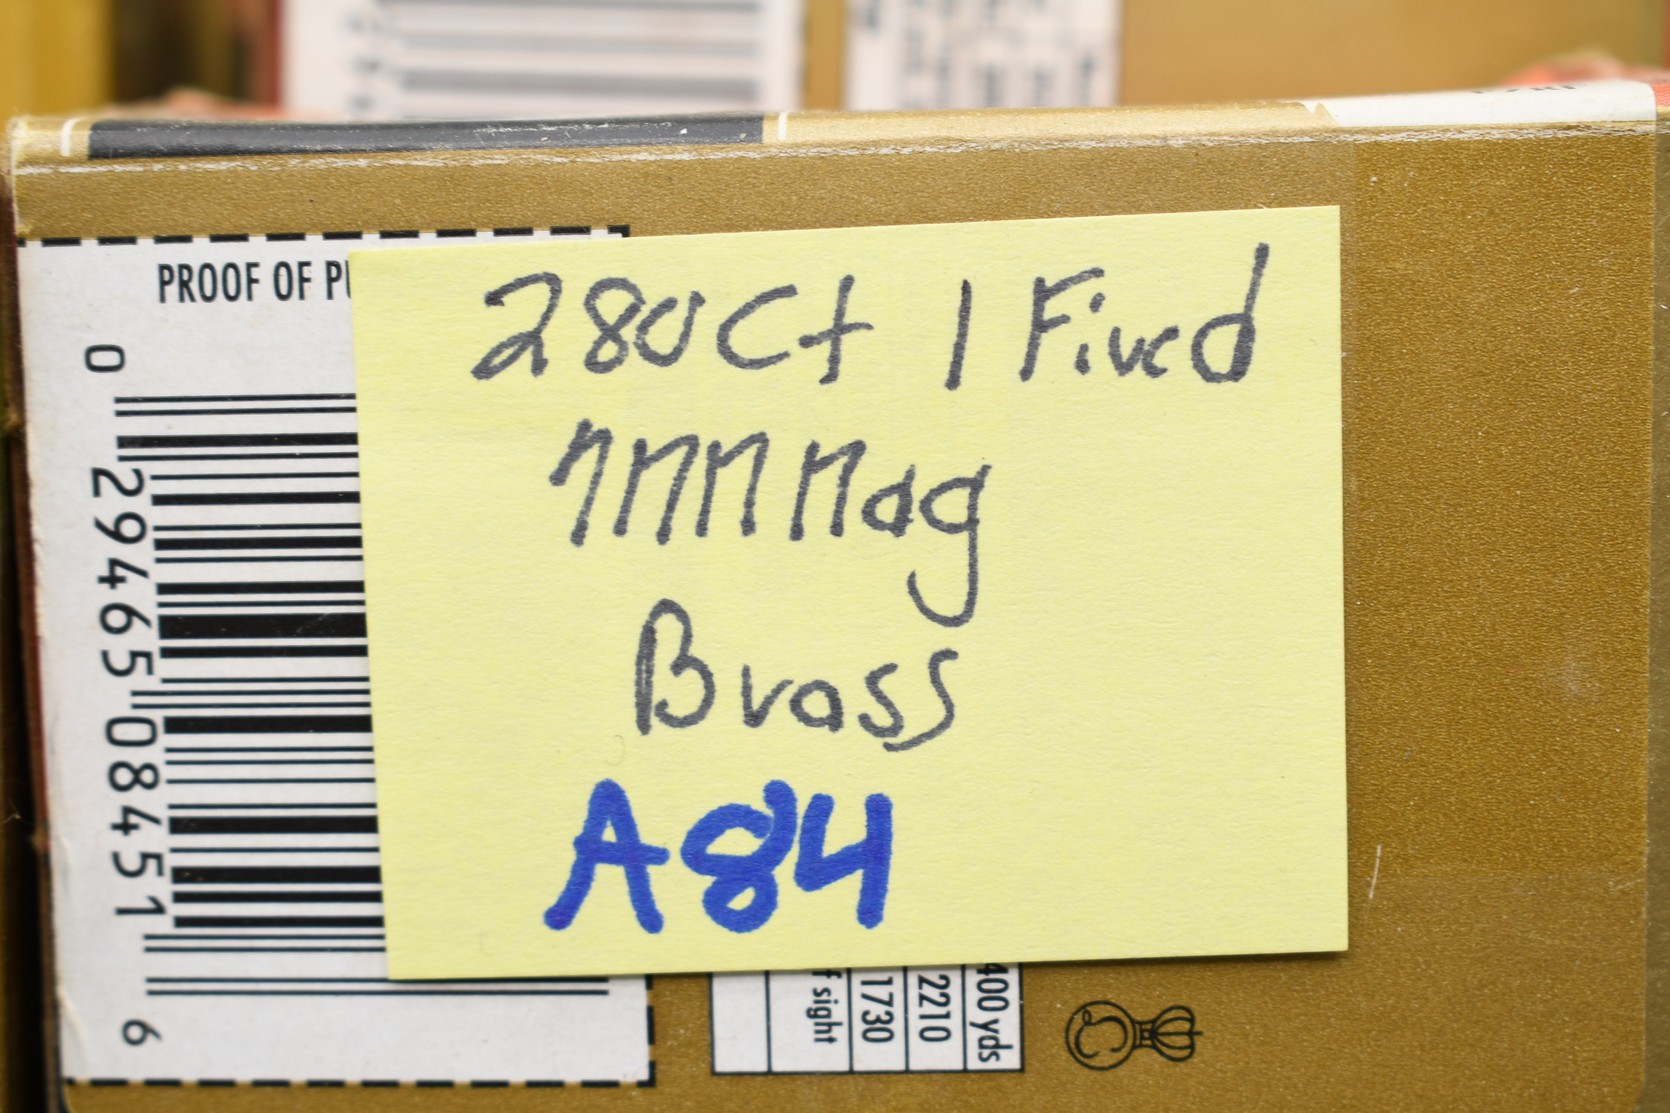 PROOF OF PU
280Ct 1 Fired
7MM Mag
Brass
A84
0 29465 08451 6
400 yds
2210
1730
f sight